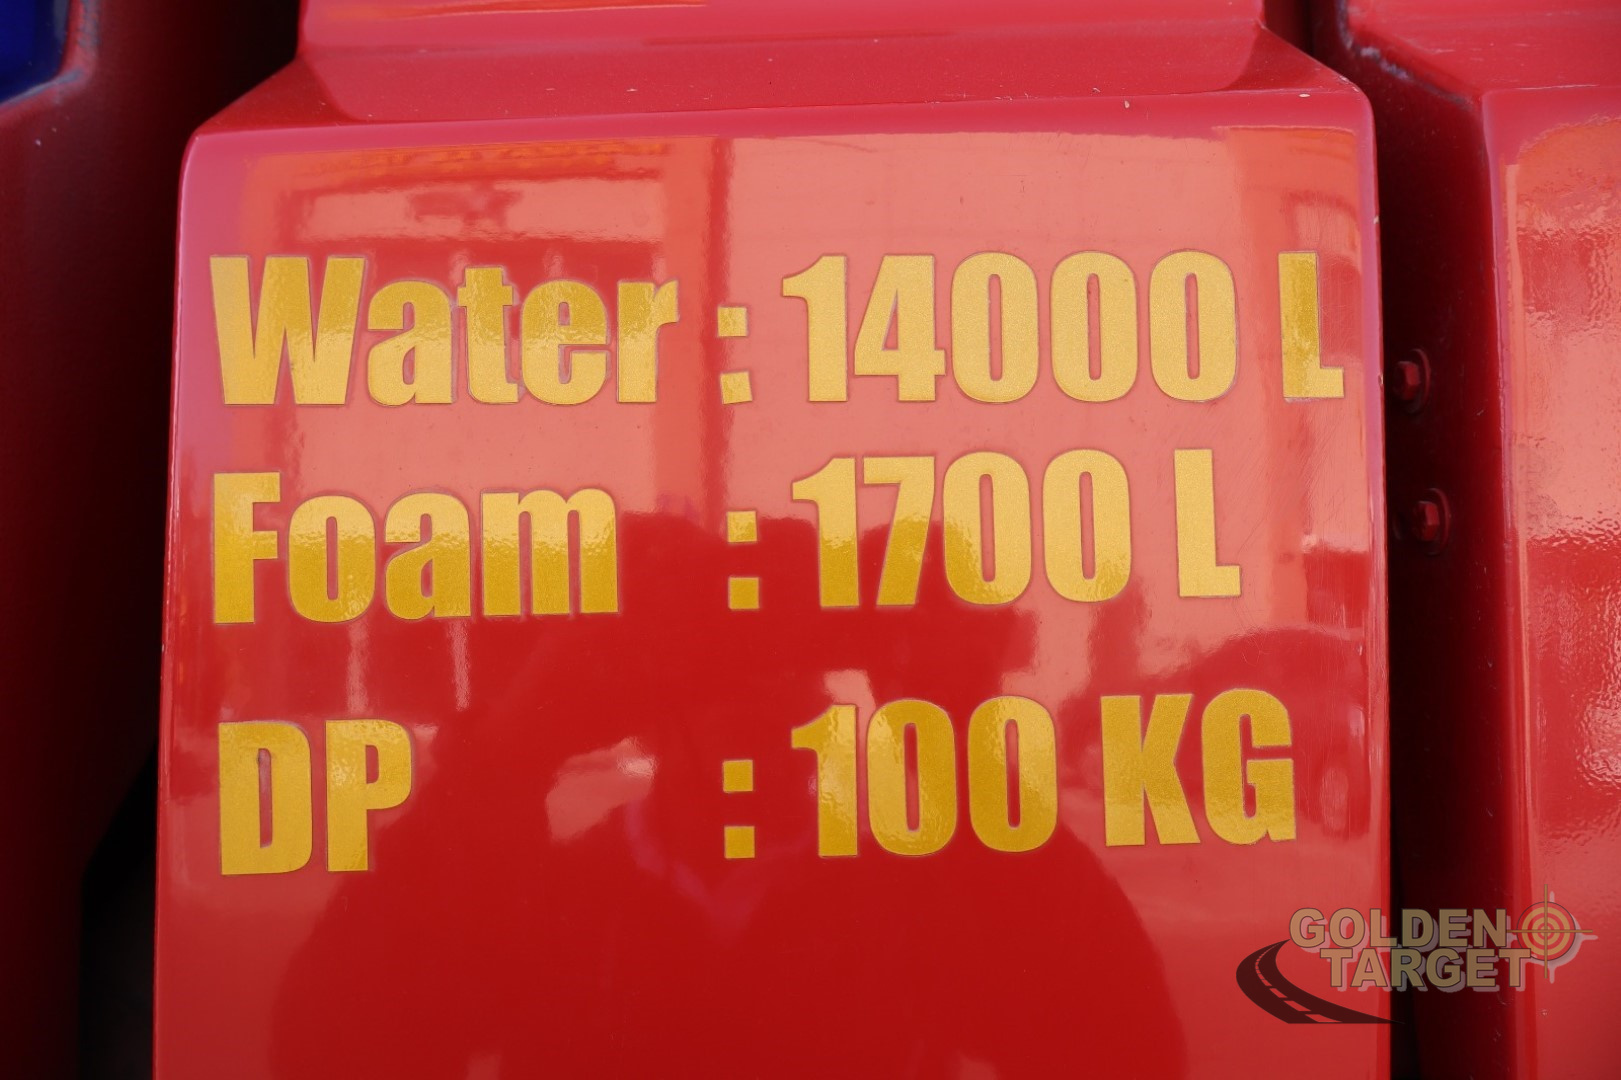 Water : 14000 L
Foam : 1700 L
DP : 100 KG
GOLDEN
TARGET